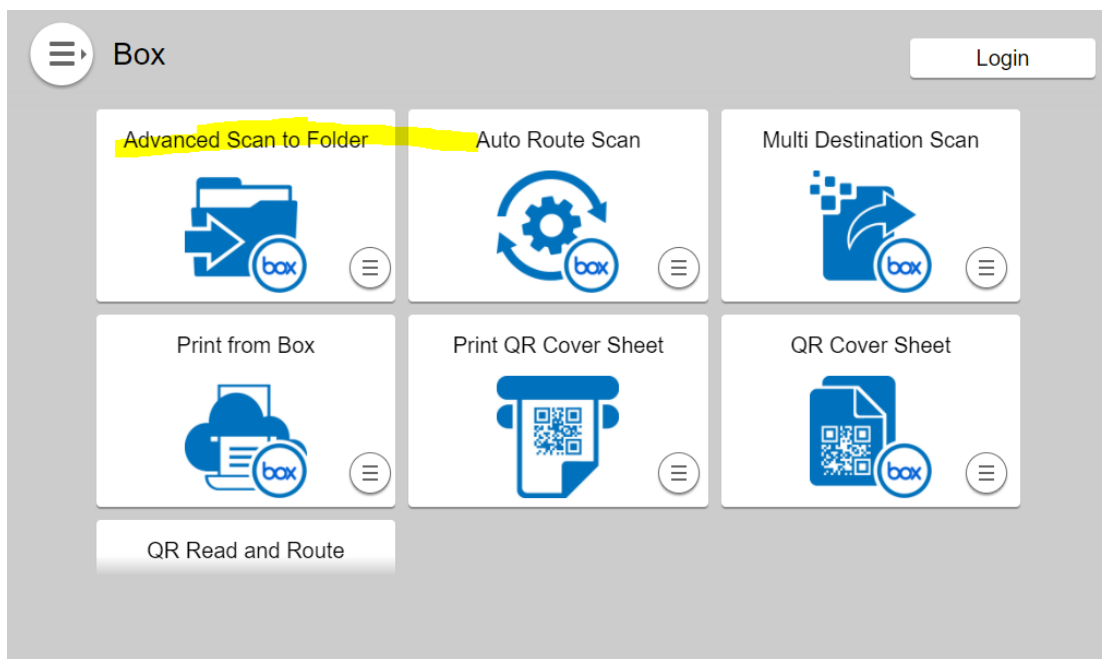 Box
Login
Advanced Scan to Folder
Auto Route Scan
Multi Destination Scan
box
box
box
Print from Box
Print QR Cover Sheet
QR Cover Sheet
box
box
QR Read and Route